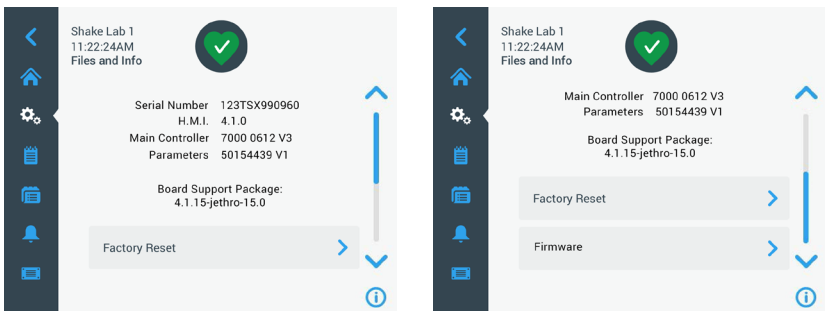 Shake Lab 1
11:22:24AM
Files and Info
Serial Number 123TSX990960
H.M.I. 4.1.0
Main Controller 7000 0612 V3
Parameters 50154439 V1
Board Support Package:
4.1.15-jethro-15.0
Factory Reset
Shake Lab 1
11:22:24AM
Files and Info
Main Controller 7000 0612 V3
Parameters 50154439 V1
Board Support Package:
4.1.15-jethro-15.0
Factory Reset
Firmware